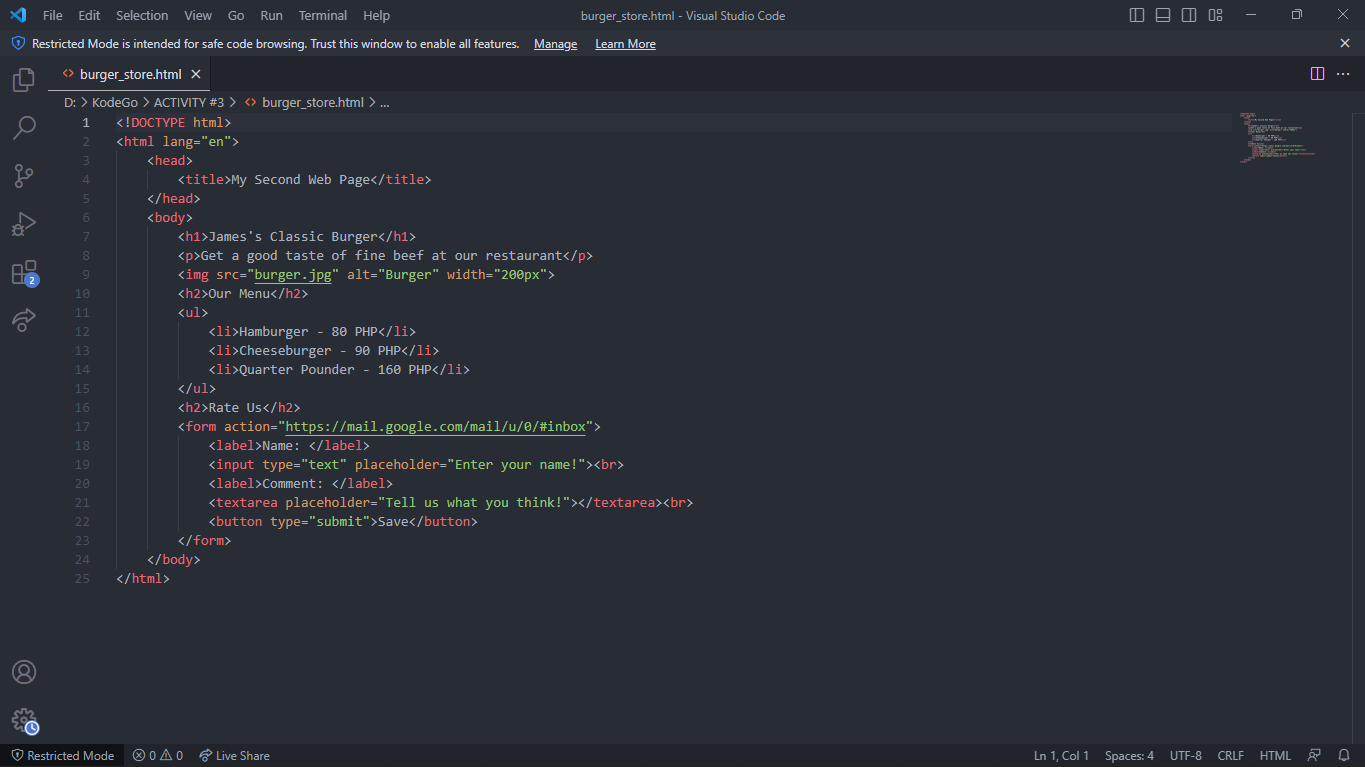 File Edit Selection View Go Run Terminal Help burger_store.html - Visual Studio Code
Restricted Mode is intended for safe code browsing. Trust this window to enable all features. Manage Learn More
burger_store.html
D: > KodeGo > ACTIVITY #3 > burger_store.html > ...
1 <!DOCTYPE html>
2 <html lang="en">
3 <head>
4 <title>My Second Web Page</title>
5 </head>
6 <body>
7 <h1>James's Classic Burger</h1>
8 <p>Get a good taste of fine beef at our restaurant</p>
9 <img src="burger.jpg" alt="Burger" width="200px">
10 <h2>Our Menu</h2>
11 <ul>
12 <li>Hamburger - 80 PHP</li>
13 <li>Cheeseburger - 90 PHP</li>
14 <li>Quarter Pounder - 160 PHP</li>
15 </ul>
16 <h2>Rate Us</h2>
17 <form action="https://mail.google.com/mail/u/0/#inbox">
18 <label>Name: </label>
19 <input type="text" placeholder="Enter your name!"><br>
20 <label>Comment: </label>
21 <textarea placeholder="Tell us what you think!"></textarea><br>
22 <button type="submit">Save</button>
23 </form>
24 </body>
25 </html>
2
Restricted Mode 0 0 Live Share Ln 1, Col 1 Spaces: 4 UTF-8 CRLF HTML